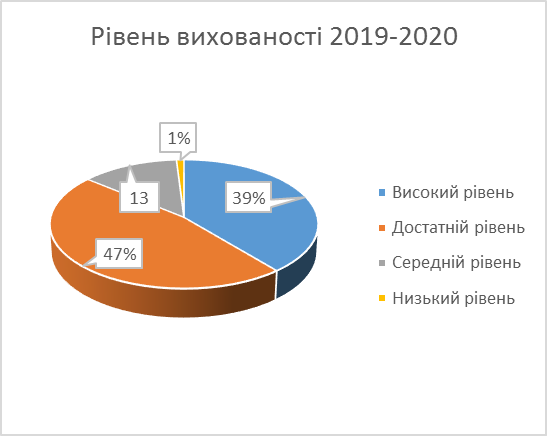 Рівень вихованості 2019-2020
1%
13
39%
47%
Високий рівень
Достатній рівень
Середній рівень
Низький рівень